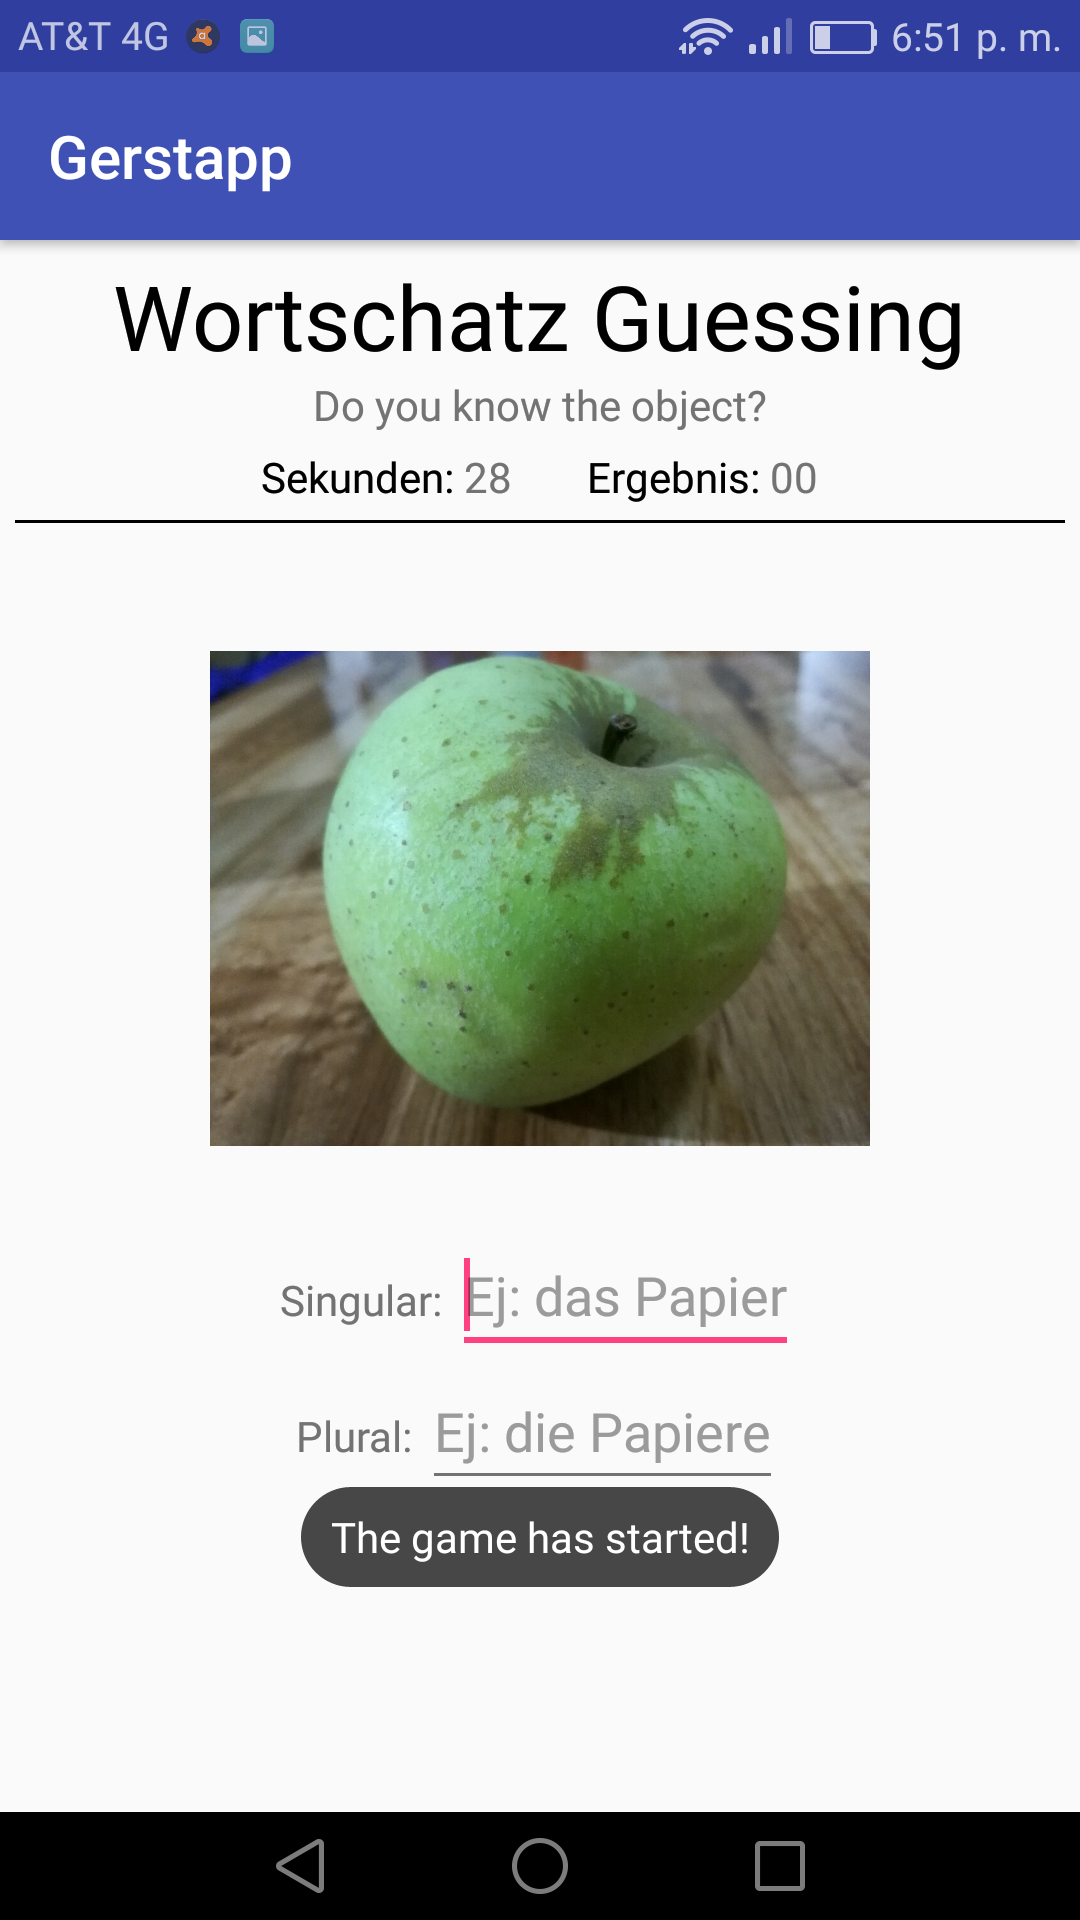 AT&T 4G 6:51 p. m.
Gerstapp
Wortschatz Guessing
Do you know the object?
Sekunden: 28 Ergebnis: 00
Singular: Ej: das Papier
Plural: Ej: die Papiere
The game has started!